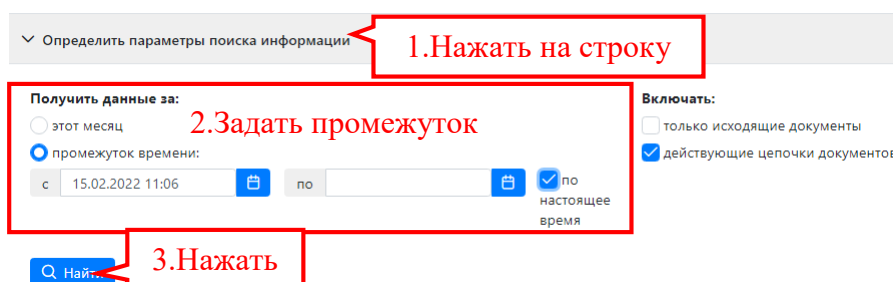 Определить параметры поиска информации
1.Нажать на строку
Получить данные за:
этот месяц
2.Задать промежуток
промежуток времени:
с 15.02.2022 11:06 по
по
настоящее
время
Включать:
только исходящие документы
действующие цепочки документов
Найти
3.Нажать